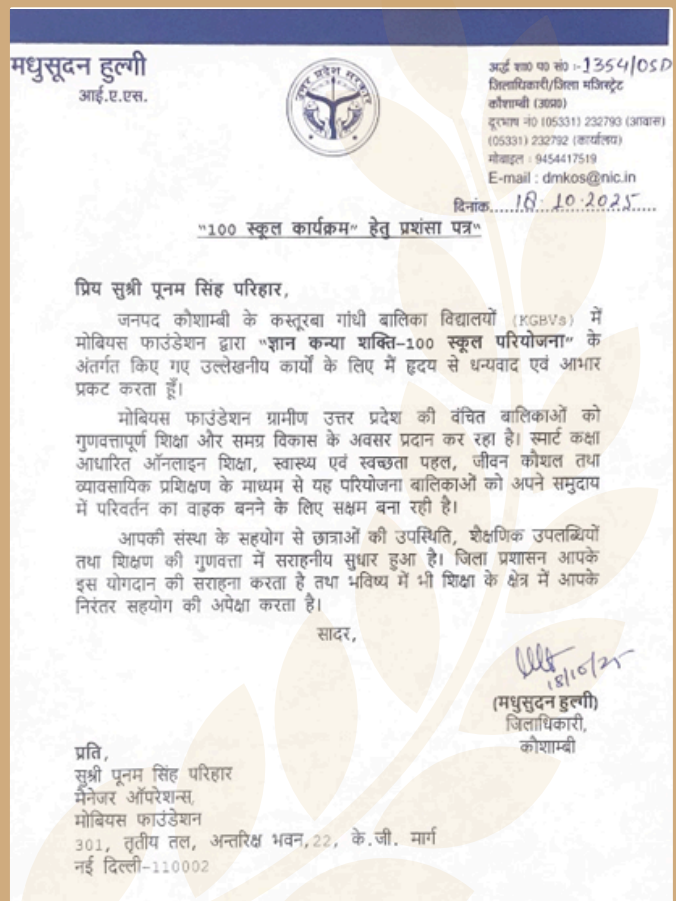 मधुसूदन हुल्गी
आई.ए.एस.
उत्तर प्रदेश सरकार
अर्द्ध शा0 प0 सं0 :-1354/OSD
जिलाधिकारी/जिला मजिस्ट्रेट
कौशाम्बी (उ0प्र0)
दूरभाष नं0 (05331) 232793 (आवास)
(05331) 232792 (कार्यालय)
मोबाइल : 9454417519
E-mail : dmkos@nic.in
दिनांक......18.10.2025......
"100 स्कूल कार्यक्रम" हेतु प्रशंसा पत्र"
प्रिय सुश्री पूनम सिंह परिहार,
जनपद कौशाम्बी के कस्तूरबा गांधी बालिका विद्यालयों (KGBVs) में
मोबियस फाउंडेशन द्वारा "ज्ञान कन्या शक्ति–100 स्कूल परियोजना" के
अंतर्गत किए गए उल्लेखनीय कार्यों के लिए मैं हृदय से धन्यवाद एवं आभार
प्रकट करता हूँ।
मोबियस फाउंडेशन ग्रामीण उत्तर प्रदेश की वंचित बालिकाओं को
गुणवत्तापूर्ण शिक्षा और समग्र विकास के अवसर प्रदान कर रहा है। स्मार्ट कक्षा
आधारित ऑनलाइन शिक्षा, स्वास्थ्य एवं स्वच्छता पहल, जीवन कौशल तथा
व्यावसायिक प्रशिक्षण के माध्यम से यह परियोजना बालिकाओं को अपने समुदाय
में परिवर्तन का वाहक बनने के लिए सक्षम बना रही है।
आपकी संस्था के सहयोग से छात्राओं की उपस्थिति, शैक्षणिक उपलब्धियों
तथा शिक्षण की गुणवत्ता में सराहनीय सुधार हुआ है। जिला प्रशासन आपके
इस योगदान की सराहना करता है तथा भविष्य में भी शिक्षा के क्षेत्र में आपके
निरंतर सहयोग की अपेक्षा करता है।
सादर,
18/10/25
(मधुसुदन हुल्गी)
जिलाधिकारी,
कौशाम्बी
प्रति,
सुश्री पूनम सिंह परिहार
मैनेजर ऑपरेशन्स,
मोबियस फाउंडेशन
301, तृतीय तल, अन्तरिक्ष भवन,22, के.जी. मार्ग
नई दिल्ली–110002